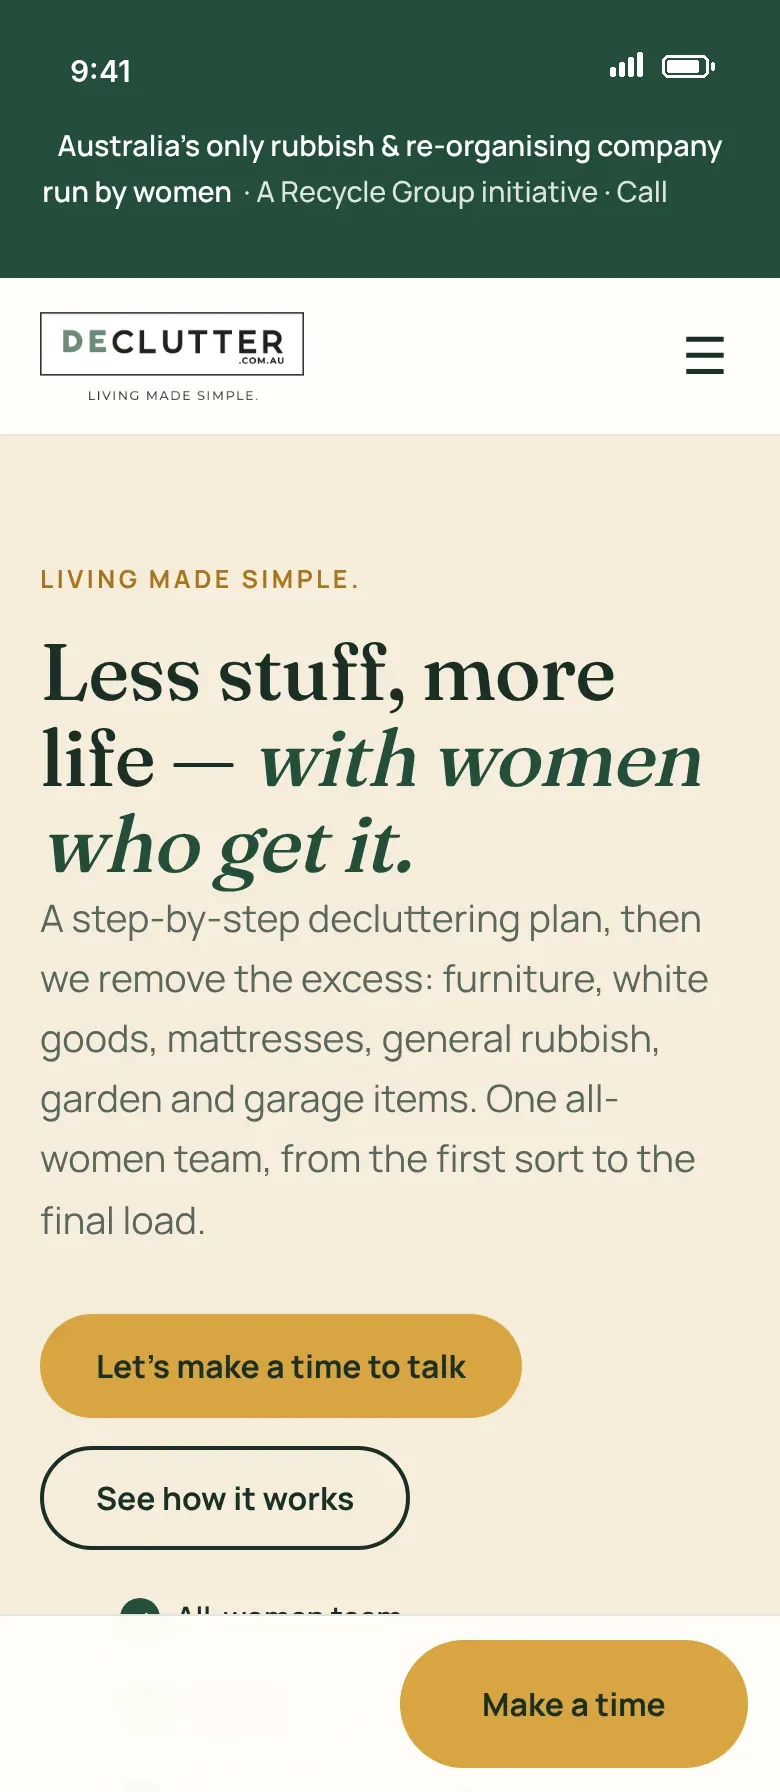 9:41
Australia's only rubbish & re-organising company
run by women · A Recycle Group initiative · Call
DECLUTTER
.COM.AU
LIVING MADE SIMPLE.
☰
LIVING MADE SIMPLE.
Less stuff, more
life — with women
who get it.
A step-by-step decluttering plan, then
we remove the excess: furniture, white
goods, mattresses, general rubbish,
garden and garage items. One all-
women team, from the first sort to the
final load.
Let's make a time to talk
See how it works
All-women team
Make a time